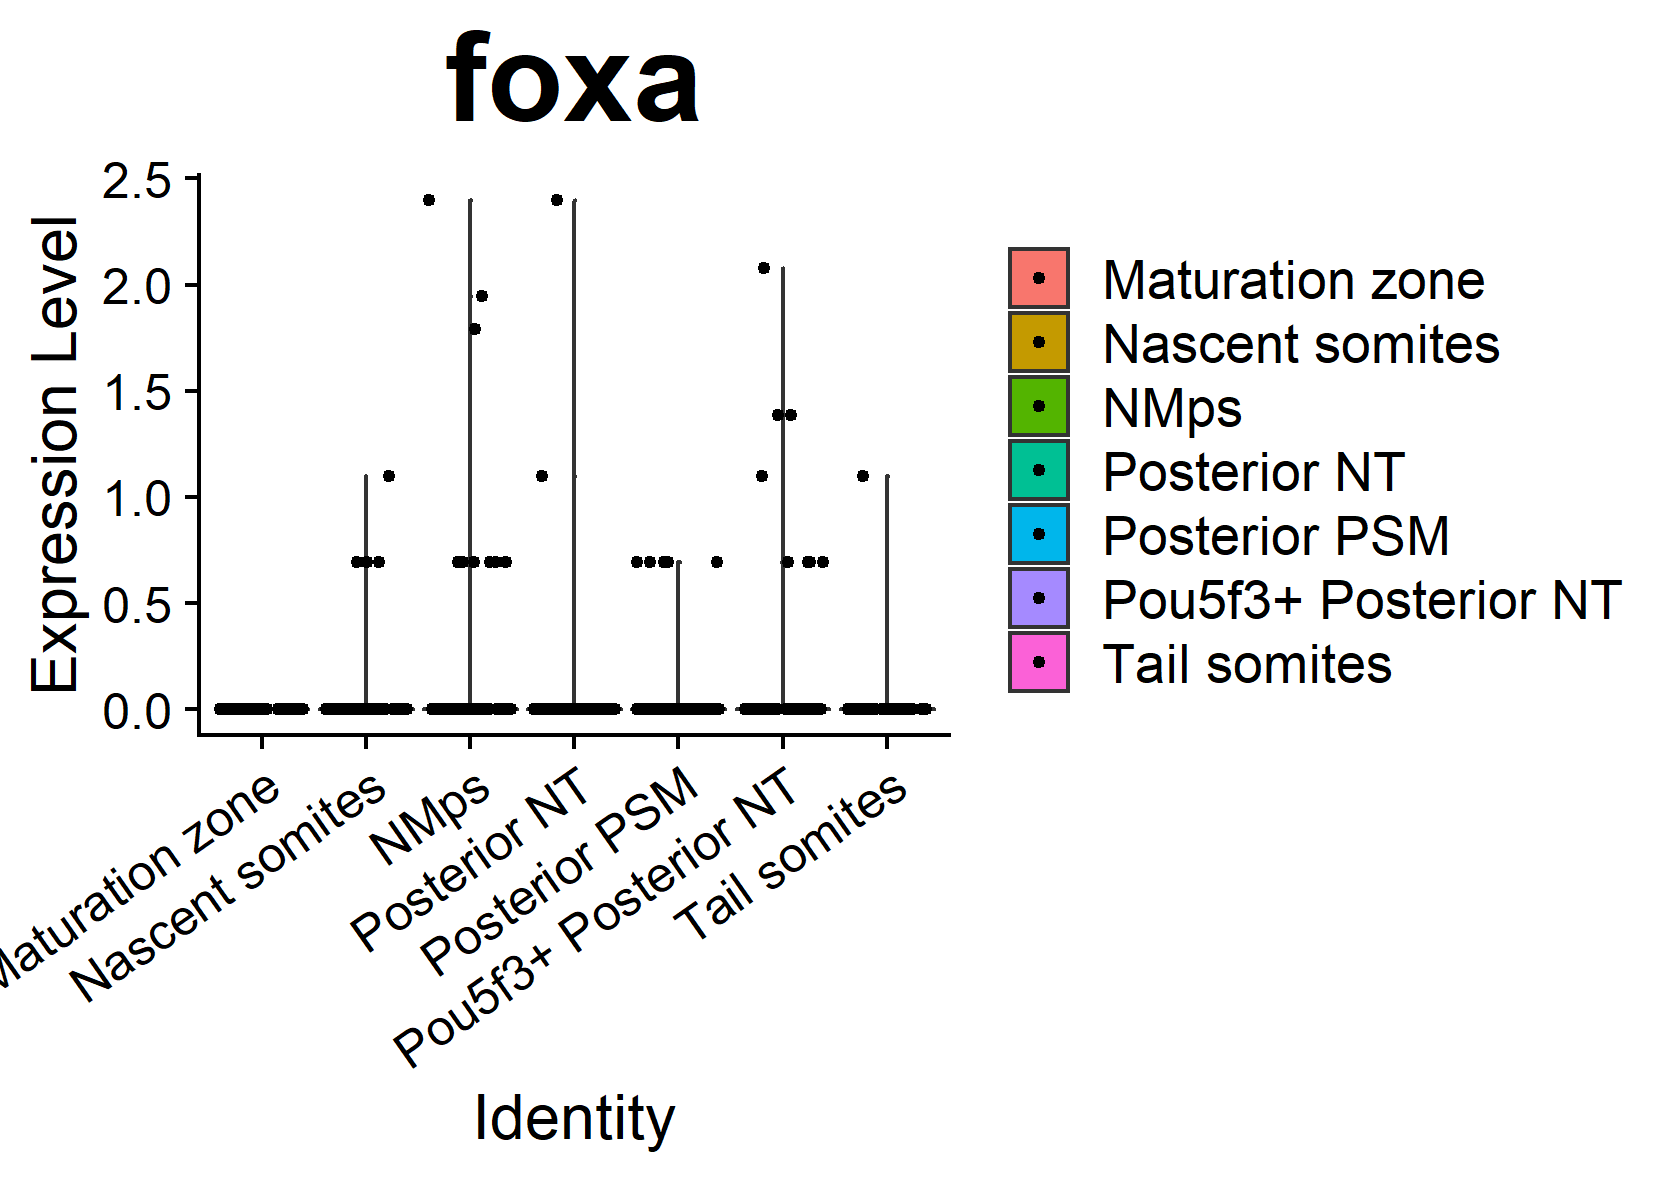 foxa
Expression Level
2.5
2.0
1.5
1.0
0.5
0.0
Maturation zone
Nascent somites
NMps
Posterior NT
Posterior PSM
Pou5f3+ Posterior NT
Tail somites
Identity
Maturation zone
Nascent somites
NMps
Posterior NT
Posterior PSM
Pou5f3+ Posterior NT
Tail somites